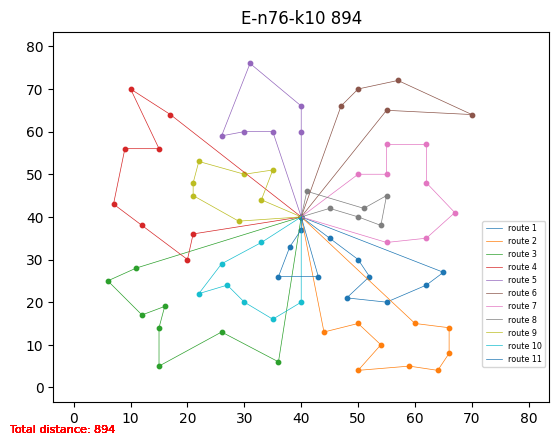 E-n76-k10 894
80
70
60
50
40
30
20
10
0
0 10 20 30 40 50 60 70 80
route 1
route 2
route 3
route 4
route 5
route 6
route 7
route 8
route 9
route 10
route 11
Total distance: 894